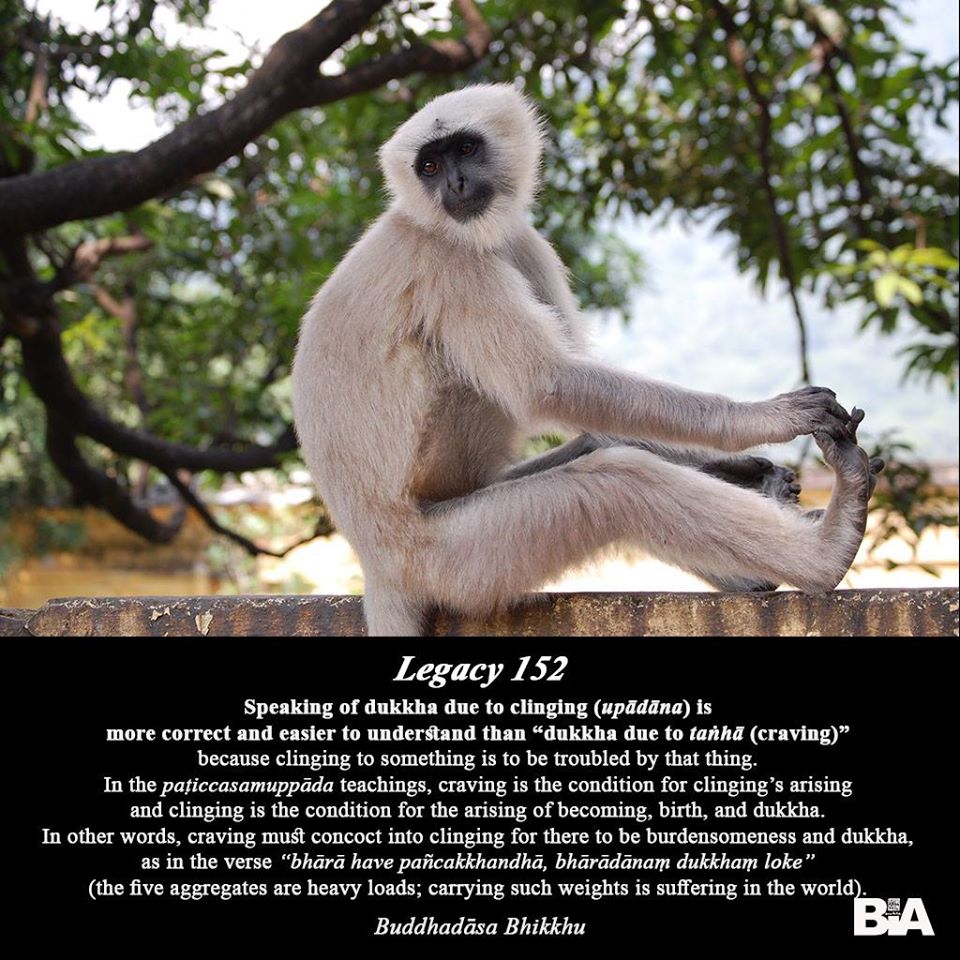 Legacy 152
Speaking of dukkha due to clinging (upādāna) is
more correct and easier to understand than “dukkha due to taṅhā (craving)”
because clinging to something is to be troubled by that thing.
In the paṭiccasamuppāda teachings, craving is the condition for clinging’s arising
and clinging is the condition for the arising of becoming, birth, and dukkha.
In other words, craving must concoct into clinging for there to be burdensomeness and dukkha,
as in the verse “bhārā have pañcakkhandhā, bhārādānaṃ dukkhaṃ loke”
(the five aggregates are heavy loads; carrying such weights is suffering in the world).
Buddhadāsa Bhikkhu
BIA